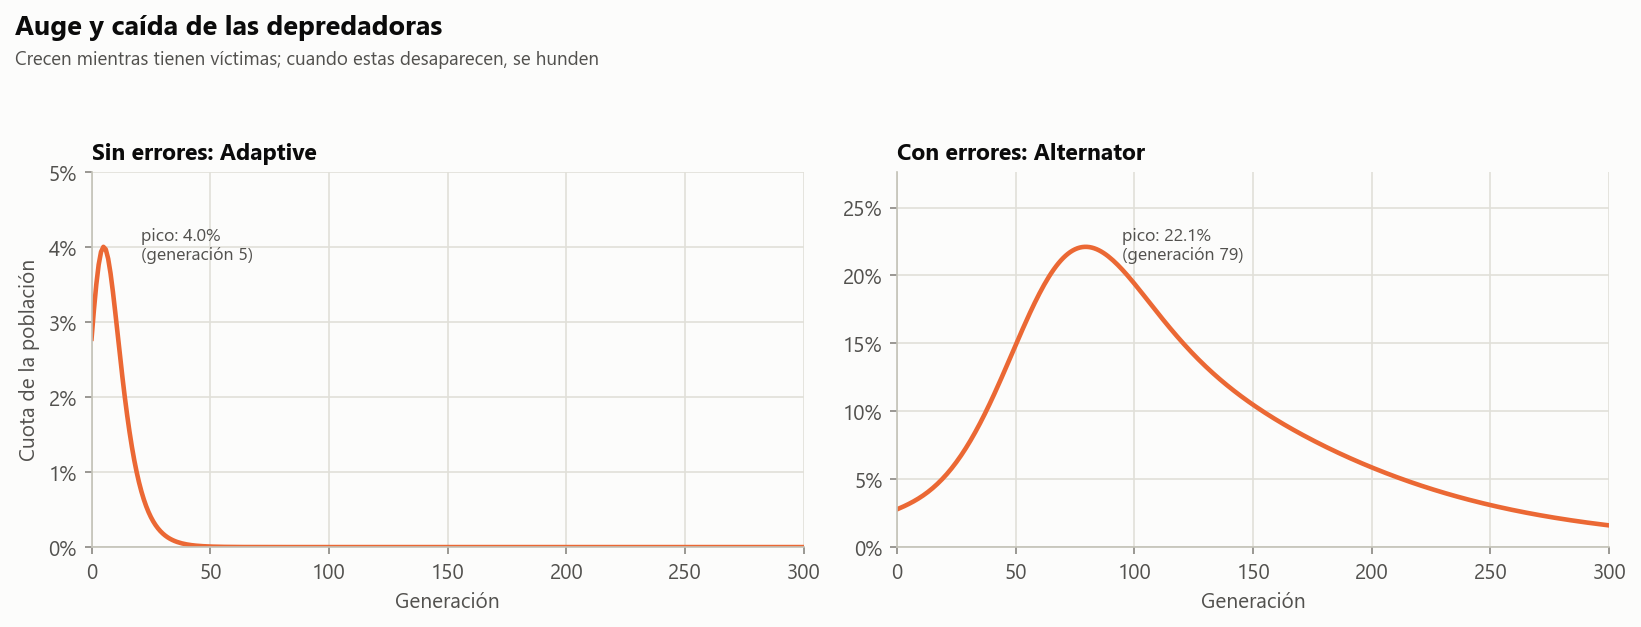 Auge y caída de las depredadoras
Crecen mientras tienen víctimas; cuando estas desaparecen, se hunden
Sin errores: Adaptive
Cuota de la población
5%
4%
3%
2%
1%
0%
pico: 4.0%
(generación 5)
0 50 100 150 200 250 300
Generación
Con errores: Alternator
25%
20%
15%
10%
5%
0%
pico: 22.1%
(generación 79)
0 50 100 150 200 250 300
Generación